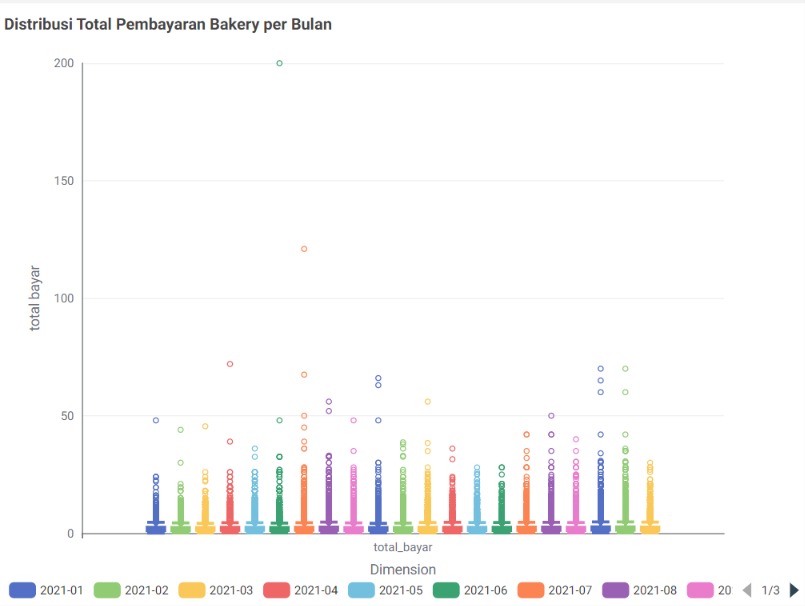 Distribusi Total Pembayaran Bakery per Bulan
200
150
100
50
0
total bayar
total_bayar
Dimension
2021-01 2021-02 2021-03 2021-04 2021-05 2021-06 2021-07 2021-08 20 1/3